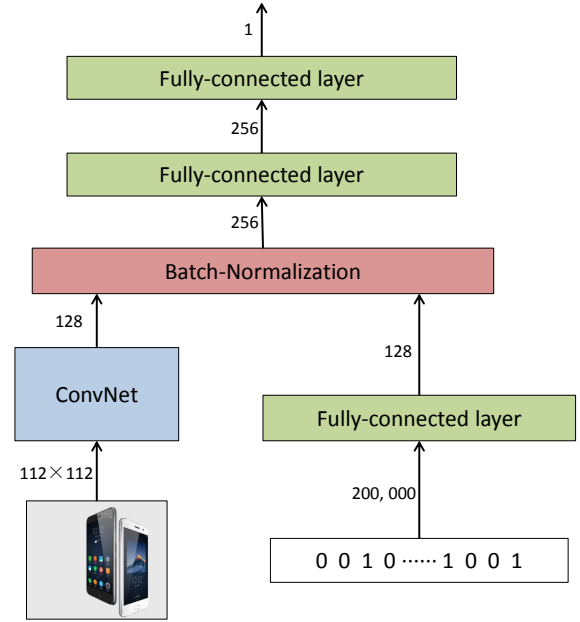 1
Fully-connected layer
256
Fully-connected layer
256
Batch-Normalization
128
128
ConvNet
Fully-connected layer
112×112
200, 000
0 0 1 0 ⋯⋯ 1 0 0 1